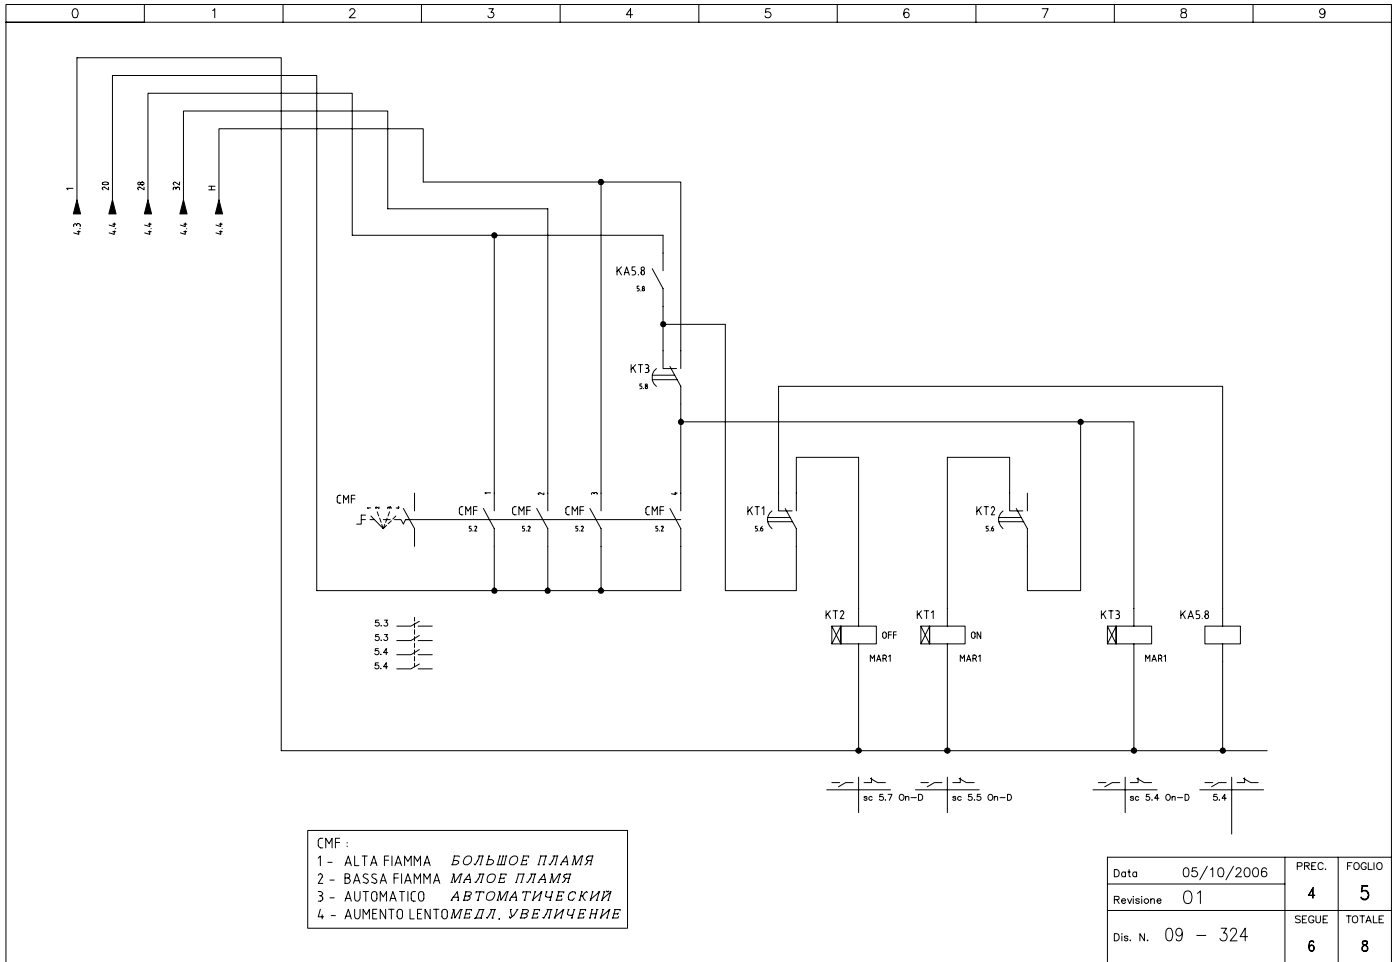 0 1 2 3 4 5 6 7 8 9
1 20 28 32 H
4.3 4.4 4.4 4.4 4.4
KA5.8
5.8
KT3
5.8
1 2 3 4
CMF
CMF CMF CMF CMF
5.2 5.2 5.2 5.2
KT1
5.6
KT2
5.6
5.3
5.3
5.4
5.4
KT2 KT1 KT3 KA5.8
OFF ON
MAR1 MAR1 MAR1
sc 5.7 On-D sc 5.5 On-D sc 5.4 On-D 5.4
CMF :
1 - ALTA FIAMMA БОЛЬШОЕ ПЛАМЯ
2 - BASSA FIAMMA МАЛОЕ ПЛАМЯ
3 - AUTOMATICO АВТОМАТИЧЕСКИЙ
4 - AUMENTO LENTO МЕДЛ. УВЕЛИЧЕНИЕ
Data 05/10/2006
Revisione 01
Dis. N. 09 - 324
PREC. FOGLIO
4 5
SEGUE TOTALE
6 8